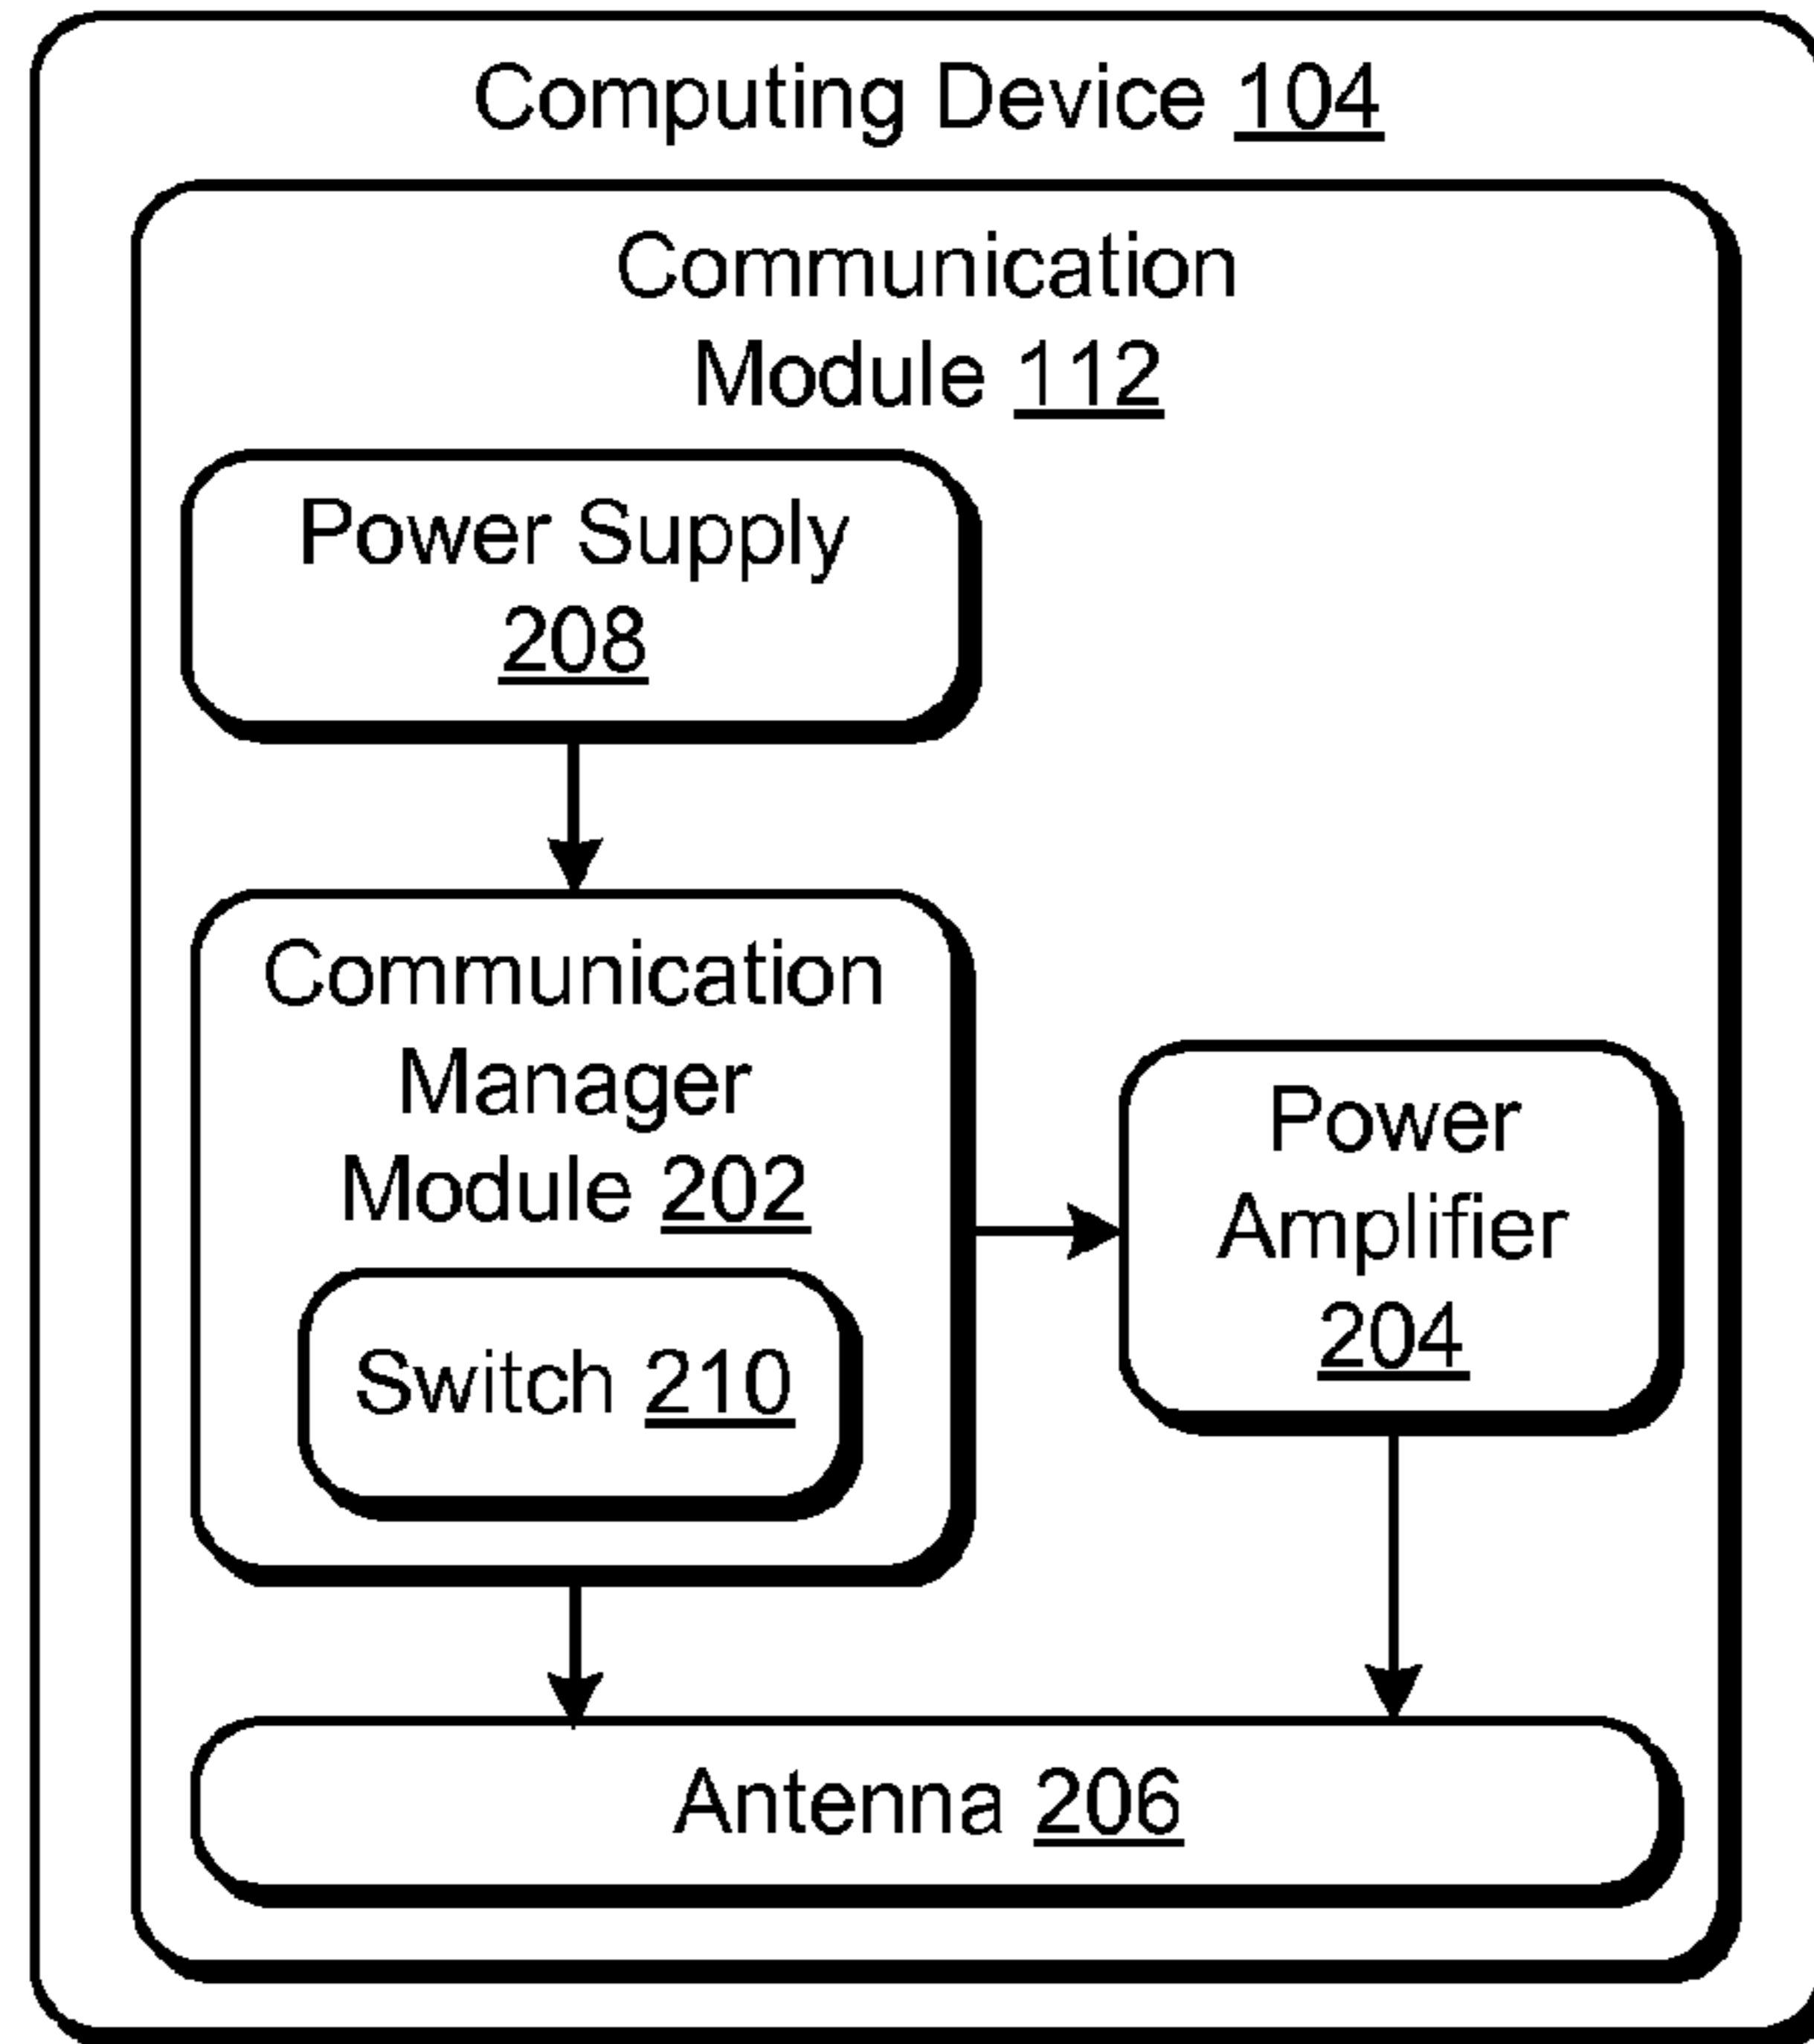 Computing Device 104
Communication
Module 112
Power Supply
208
Communication
Manager
Module 202
Switch 210
Power
Amplifier
204
Antenna 206